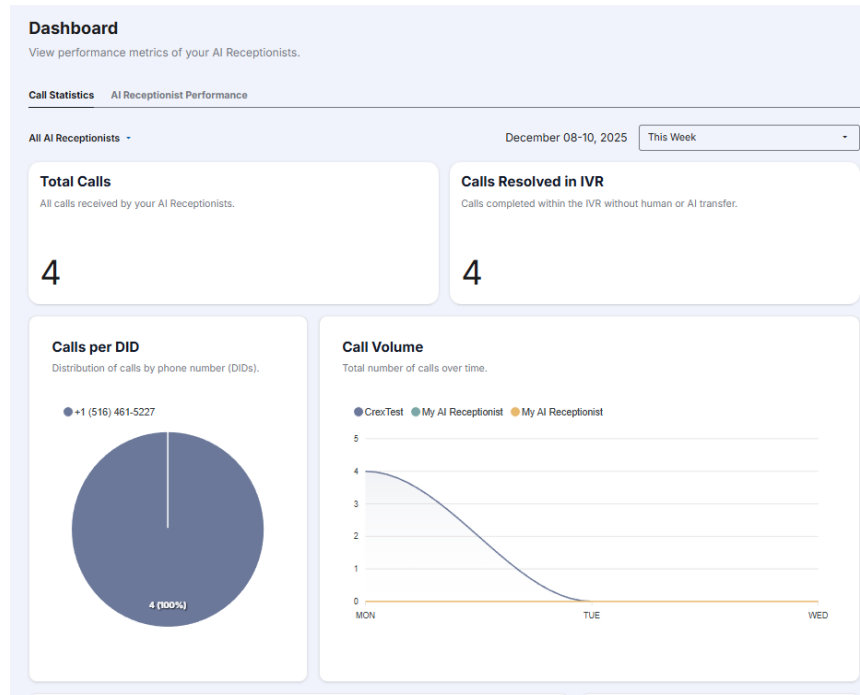 Dashboard
View performance metrics of your AI Receptionists.
Call Statistics AI Receptionist Performance
All AI Receptionists
December 08-10, 2025 This Week
Total Calls
All calls received by your AI Receptionists.
4
Calls Resolved in IVR
Calls completed within the IVR without human or AI transfer.
4
Calls per DID
Distribution of calls by phone number (DIDs).
+1 (516) 461-5227
4 (100%)
Call Volume
Total number of calls over time.
CrexTest My AI Receptionist My AI Receptionist
5
4
3
2
1
0
MON TUE WED